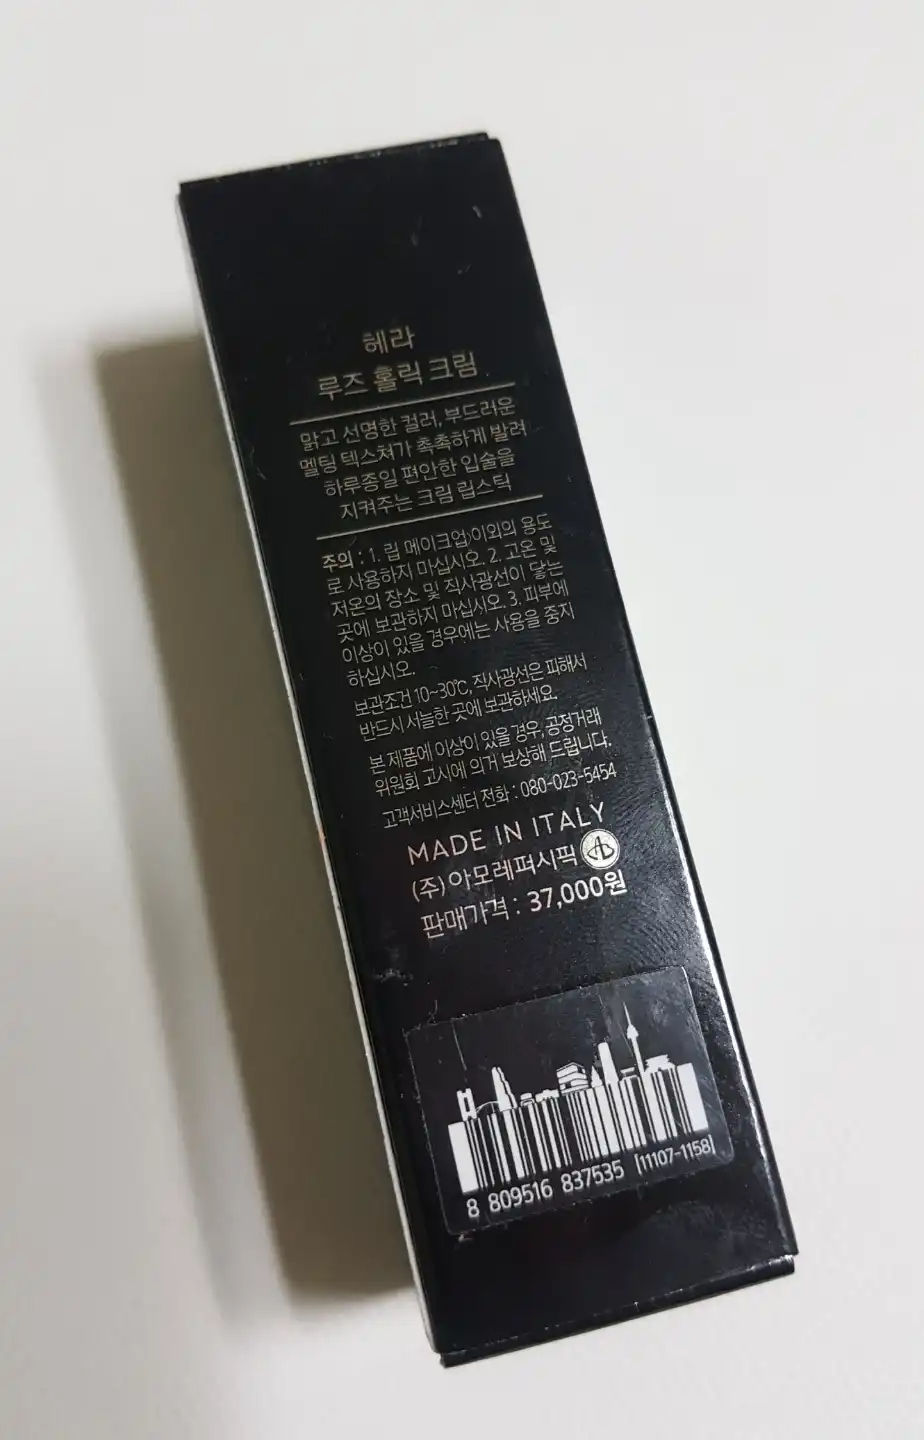 헤라
루즈 홀릭 크림
맑고 선명한 컬러, 부드러운
멜팅 텍스쳐가 촉촉하게 발려
하루종일 편안한 입술을
지켜주는 크림 립스틱
주의 : 1. 립 메이크업 이외의 용도
로 사용하지 마십시오. 2. 고온 및
저온의 장소 및 직사광선이 닿는
곳에 보관하지 마십시오. 3. 피부에
이상이 있을 경우에는 사용을 중지
하십시오.
보관조건 10~30℃, 직사광선은 피해서
반드시 서늘한 곳에 보관하세요.
본 제품에 이상이 있을 경우, 공정거래
위원회 고시에 의거 보상해 드립니다.
고객서비스센터 전화 : 080-023-5454
MADE IN ITALY
(주)아모레퍼시픽
판매가격 : 37,000원
8 809516 837535 [11107-1158]